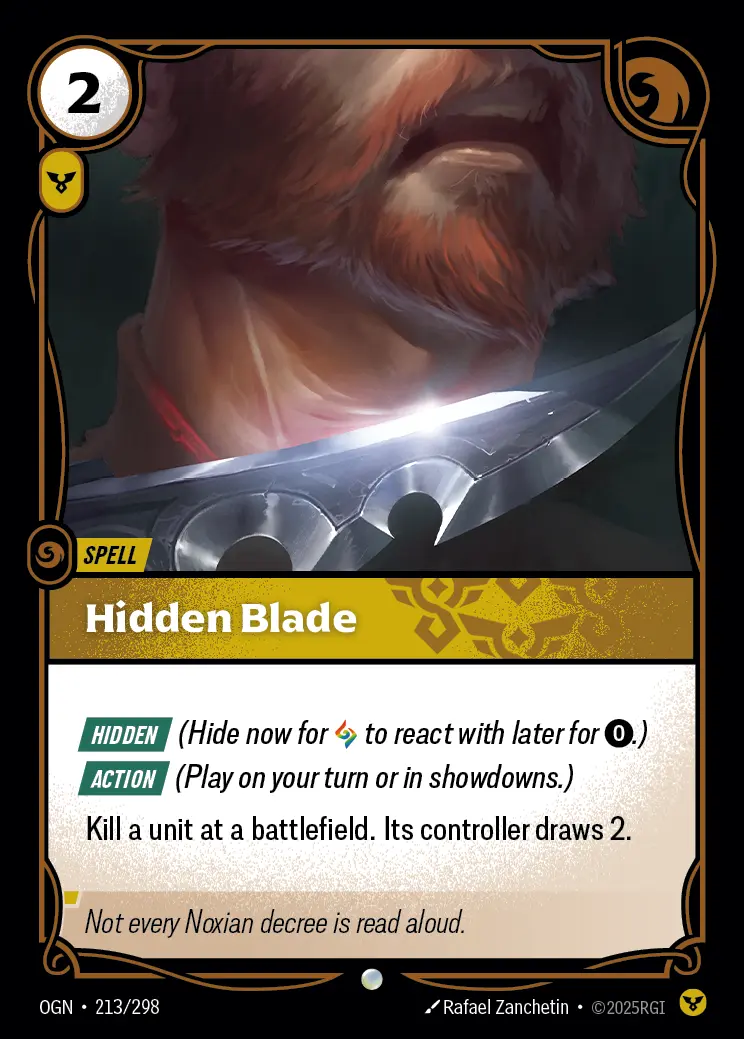 2
SPELL
Hidden Blade
HIDDEN (Hide now for to react with later for 0.)
ACTION (Play on your turn or in showdowns.)
Kill a unit at a battlefield. Its controller draws 2.
Not every Noxian decree is read aloud.
OGN • 213/298 Rafael Zanchetin • ©2025RGI